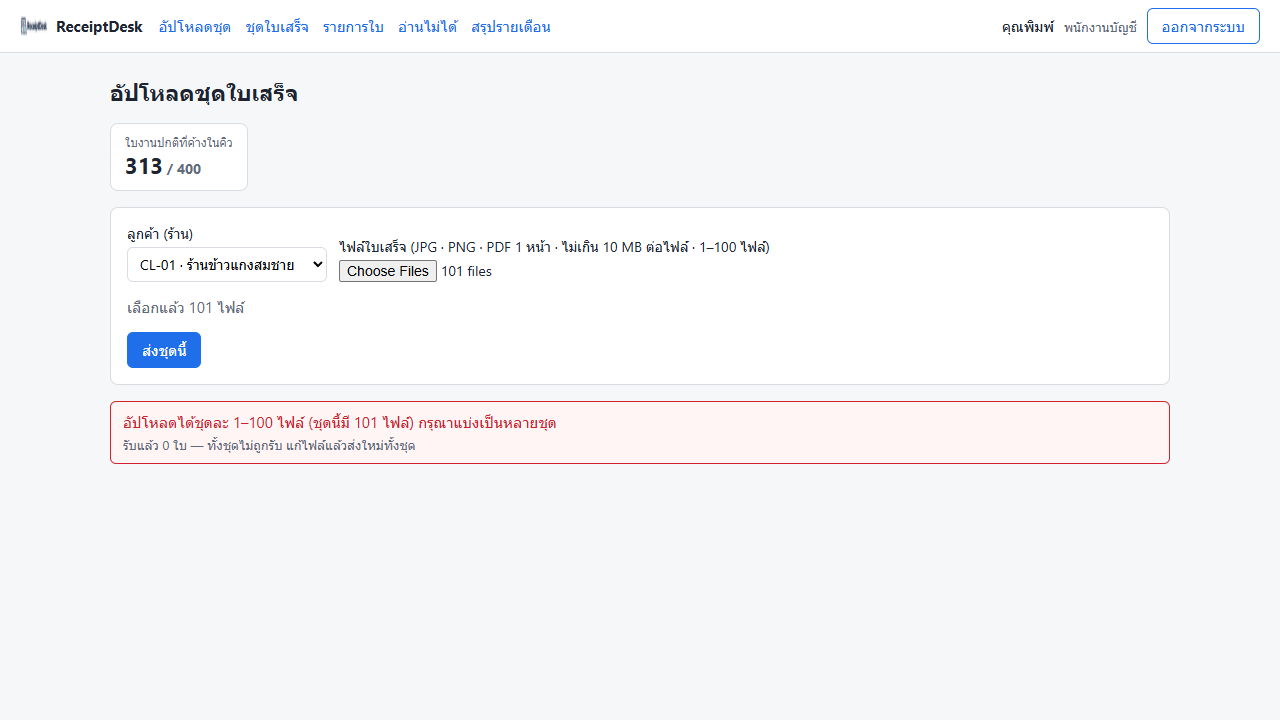 ReceiptDesk อัปโหลดชุด ชุดใบเสร็จ รายการใบ อ่านไม่ได้ สรุปรายเดือน คุณพิมพ์ พนักงานบัญชี ออกจากระบบ
อัปโหลดชุดใบเสร็จ
ใบงานปกติที่ค้างในคิว
313 / 400
ลูกค้า (ร้าน)
CL-01 · ร้านข้าวแกงสมชาย
ไฟล์ใบเสร็จ (JPG · PNG · PDF 1 หน้า · ไม่เกิน 10 MB ต่อไฟล์ · 1–100 ไฟล์)
Choose Files 101 files
เลือกแล้ว 101 ไฟล์
ส่งชุดนี้
อัปโหลดได้ชุดละ 1–100 ไฟล์ (ชุดนี้มี 101 ไฟล์) กรุณาแบ่งเป็นหลายชุด
รับแล้ว 0 ใบ — ทั้งชุดไม่ถูกรับ แก้ไฟล์แล้วส่งใหม่ทั้งชุด